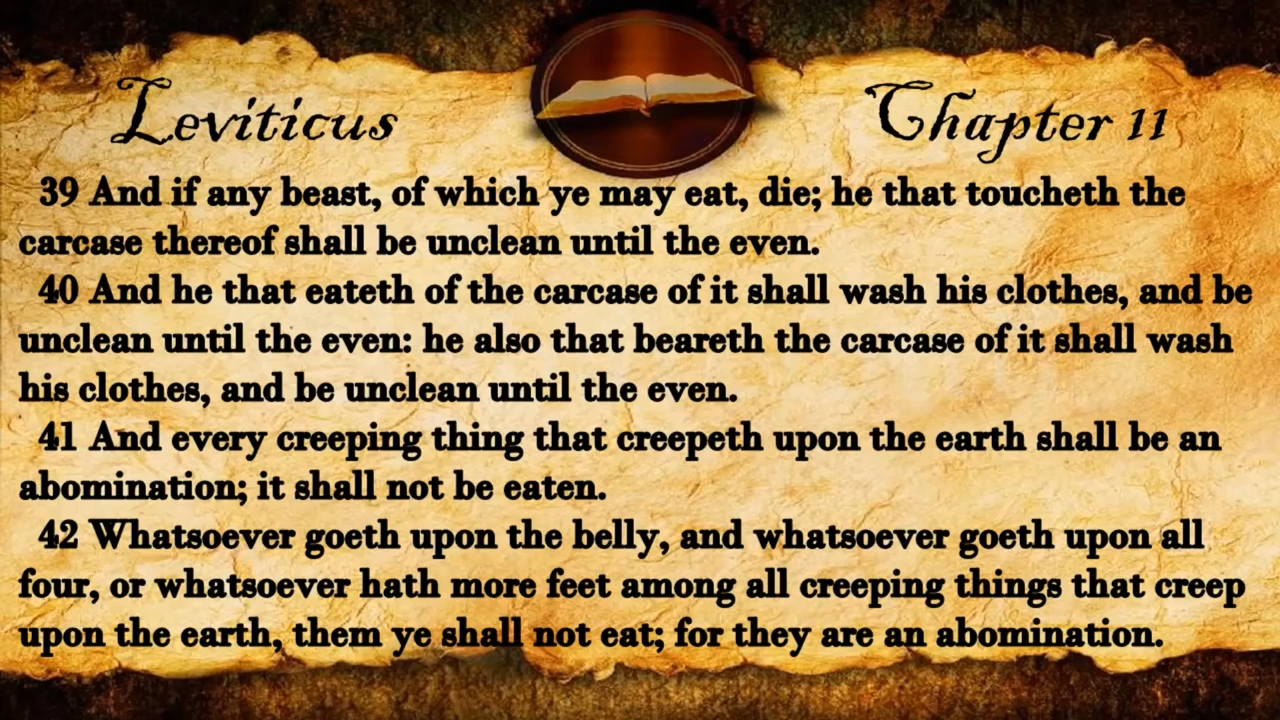 Leviticus Chapter 11
39 And if any beast, of which ye may eat, die; he that toucheth the
carcase thereof shall be unclean until the even.
40 And he that eateth of the carcase of it shall wash his clothes, and be
unclean until the even: he also that beareth the carcase of it shall wash
his clothes, and be unclean until the even.
41 And every creeping thing that creepeth upon the earth shall be an
abomination; it shall not be eaten.
42 Whatsoever goeth upon the belly, and whatsoever goeth upon all
four, or whatsoever hath more feet among all creeping things that creep
upon the earth, them ye shall not eat; for they are an abomination.